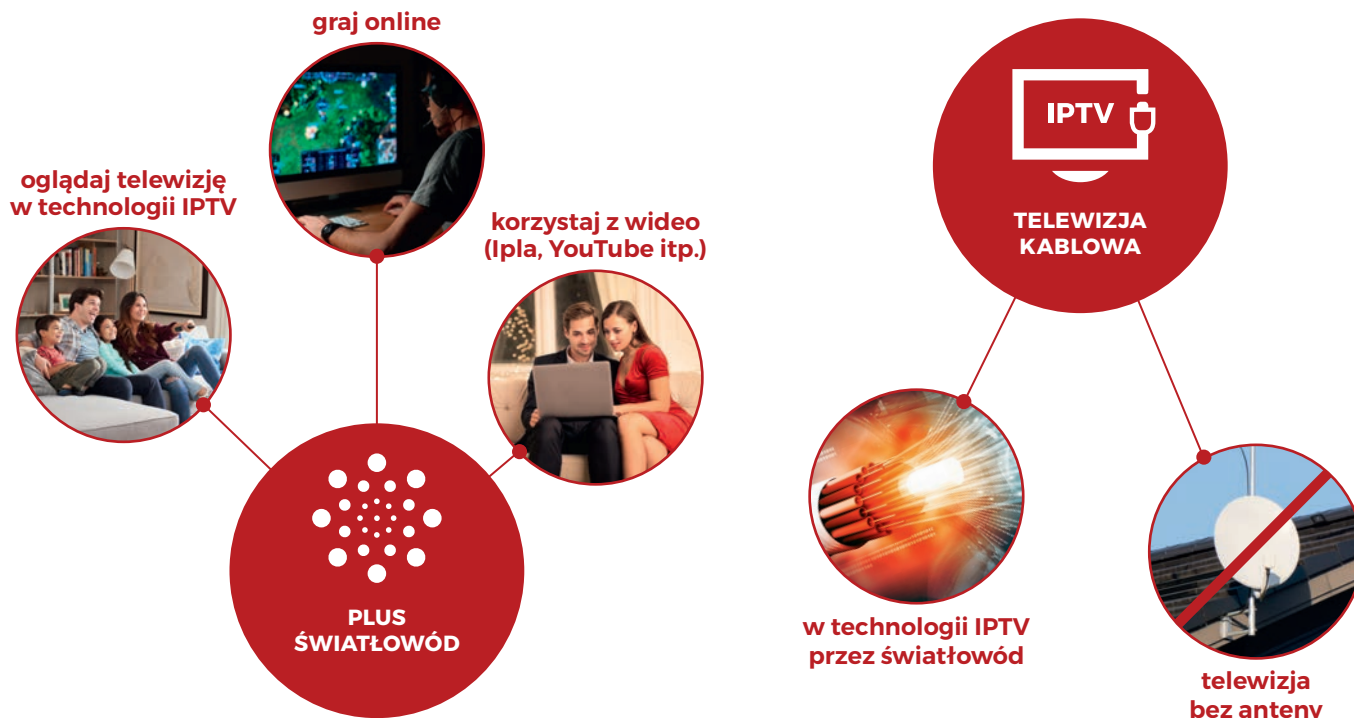 graj online
oglądaj telewizję
w technologii IPTV
korzystaj z wideo
(Ipla, YouTube itp.)
PLUS
ŚWIATŁOWÓD
IPTV
TELEWIZJA
KABLOWA
w technologii IPTV
przez światłowód
telewizja
bez anteny